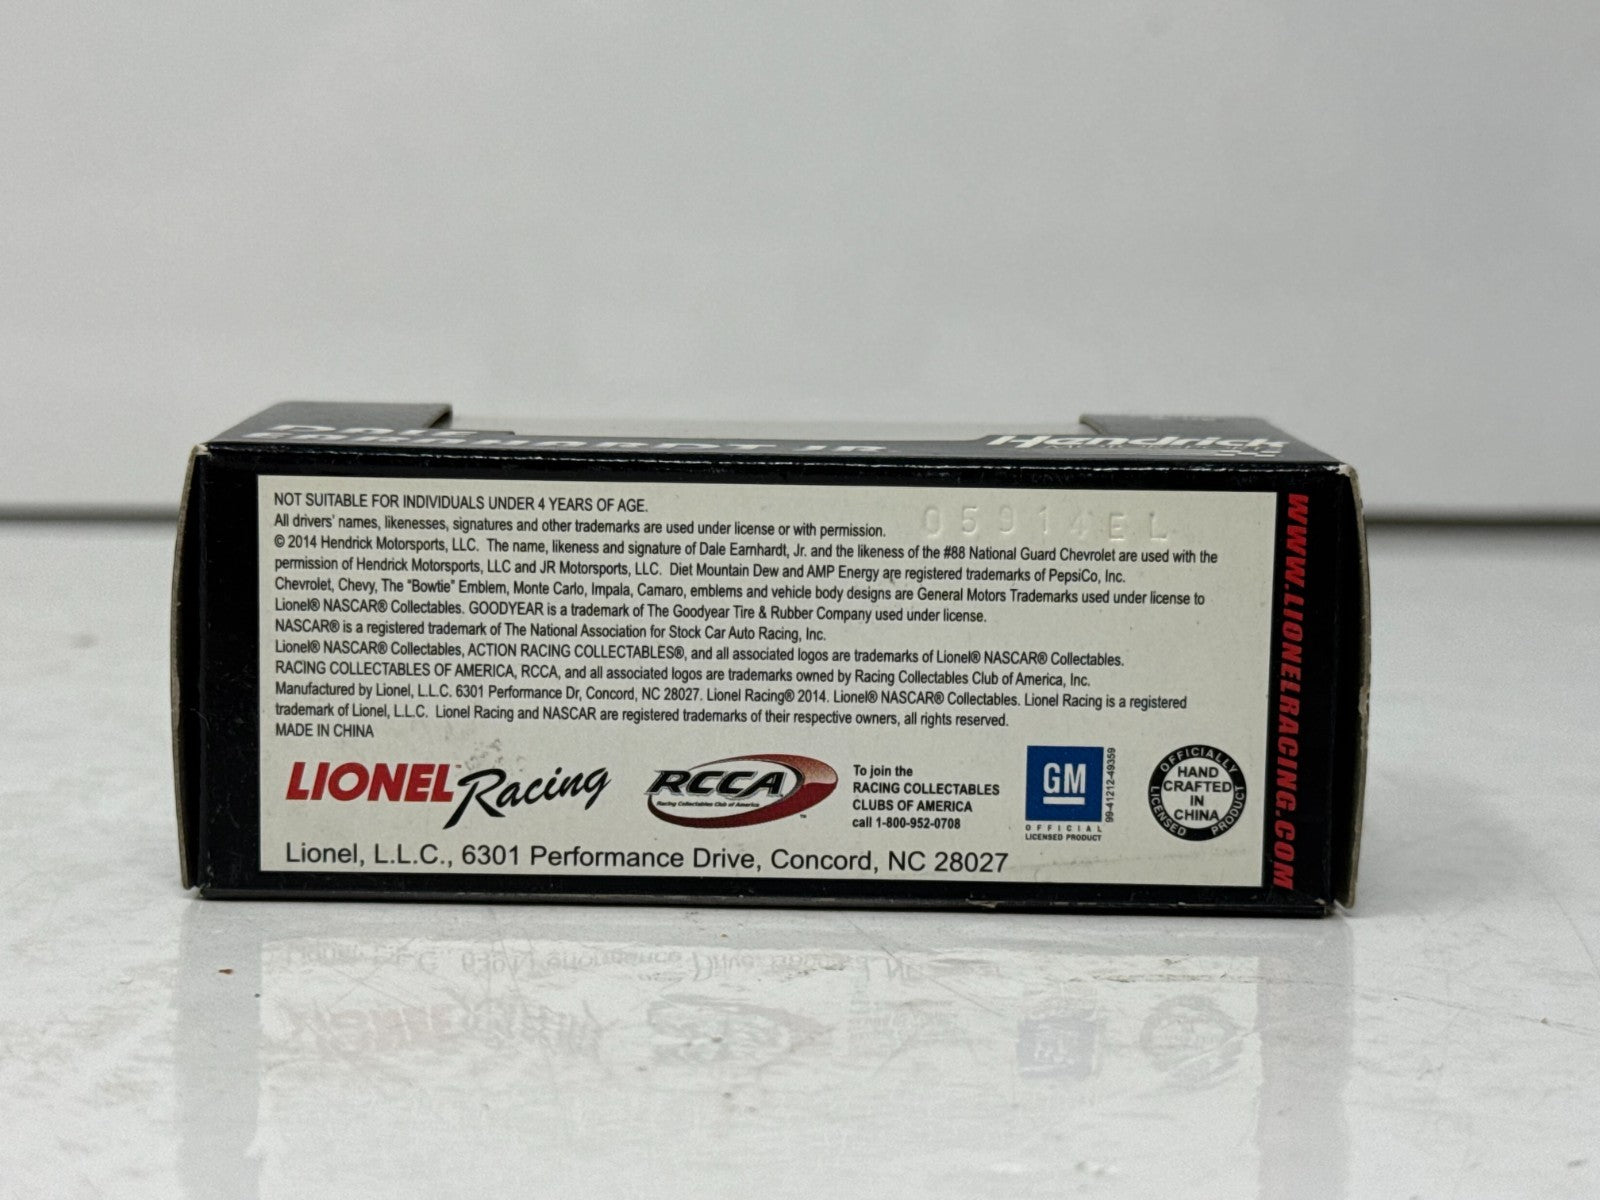 DALE
EARNHARDT JR.
Hendrick
NOT SUITABLE FOR INDIVIDUALS UNDER 4 YEARS OF AGE.
All drivers' names, likenesses, signatures and other trademarks are used under license or with permission.
05914EL
© 2014 Hendrick Motorsports, LLC. The name, likeness and signature of Dale Earnhardt, Jr. and the likeness of the #88 National Guard Chevrolet are used with the
permission of Hendrick Motorsports, LLC and JR Motorsports, LLC. Diet Mountain Dew and AMP Energy are registered trademarks of PepsiCo, Inc.
Chevrolet, Chevy, The "Bowtie" Emblem, Monte Carlo, Impala, Camaro, emblems and vehicle body designs are General Motors Trademarks used under license to
Lionel® NASCAR® Collectables. GOODYEAR is a trademark of The Goodyear Tire & Rubber Company used under license.
NASCAR® is a registered trademark of The National Association for Stock Car Auto Racing, Inc.
Lionel® NASCAR® Collectables, ACTION RACING COLLECTABLES®, and all associated logos are trademarks of Lionel® NASCAR® Collectables.
RACING COLLECTABLES OF AMERICA, RCCA, and all associated logos are trademarks owned by Racing Collectables Club of America, Inc.
Manufactured by Lionel, L.L.C. 6301 Performance Dr, Concord, NC 28027. Lionel Racing® 2014. Lionel® NASCAR® Collectables. Lionel Racing is a registered
trademark of Lionel, L.L.C. Lionel Racing and NASCAR are registered trademarks of their respective owners, all rights reserved.
MADE IN CHINA
LIONEL™ Racing
RCCA
Racing Collectables Club of America
™
To join the
RACING COLLECTABLES
CLUBS OF AMERICA
call 1-800-952-0708
GM
OFFICIAL
LICENSED PRODUCT
99-41212-49359
OFFICIALLY LICENSED PRODUCT
HAND
CRAFTED
IN
CHINA
Lionel, L.L.C., 6301 Performance Drive, Concord, NC 28027
WWW.LIONELRACING.COM